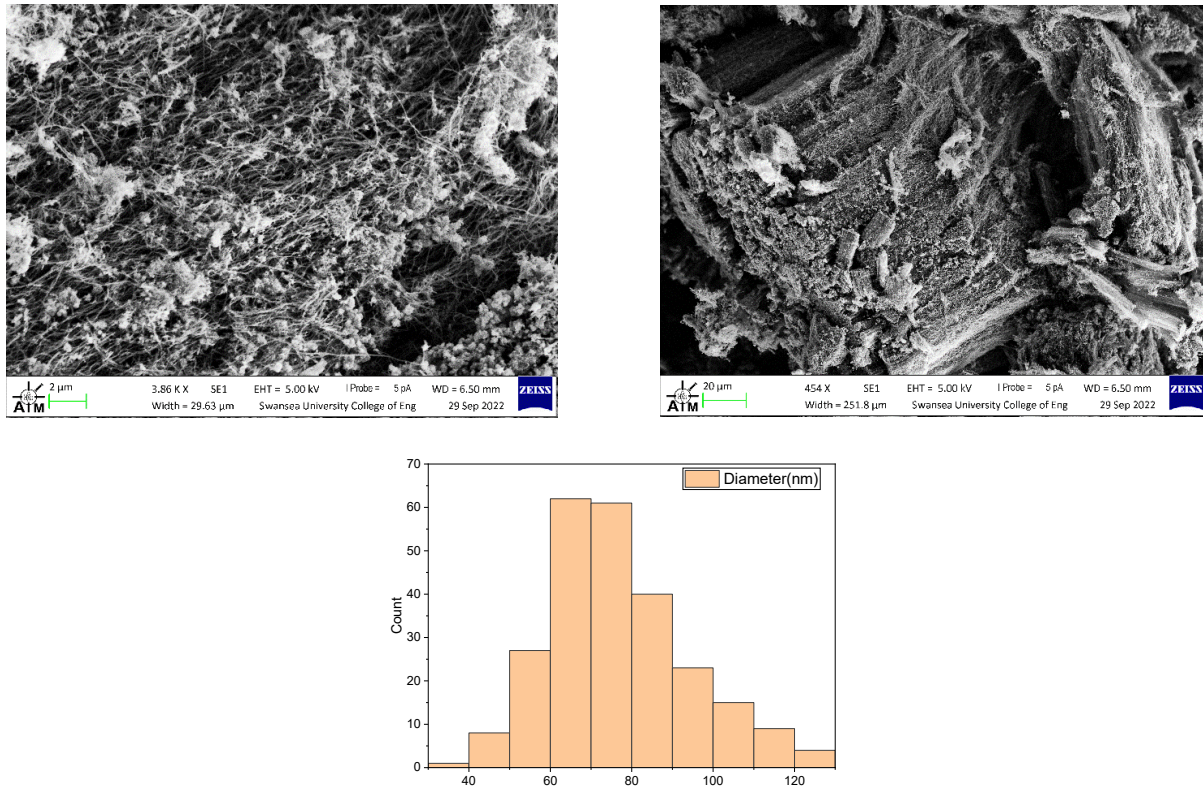 2 µm
3.86 K X SE1 EHT = 5.00 kV I Probe = 5 pA WD = 6.50 mm
ZEISS
ATM
Width = 29.63 µm Swansea University College of Eng 29 Sep 2022
20 µm
454 X SE1 EHT = 5.00 kV I Probe = 5 pA WD = 6.50 mm
ZEISS
ATM
Width = 251.8 µm Swansea University College of Eng 29 Sep 2022
70
60
50
40
30
20
10
0
Count
Diameter(nm)
40 60 80 100 120